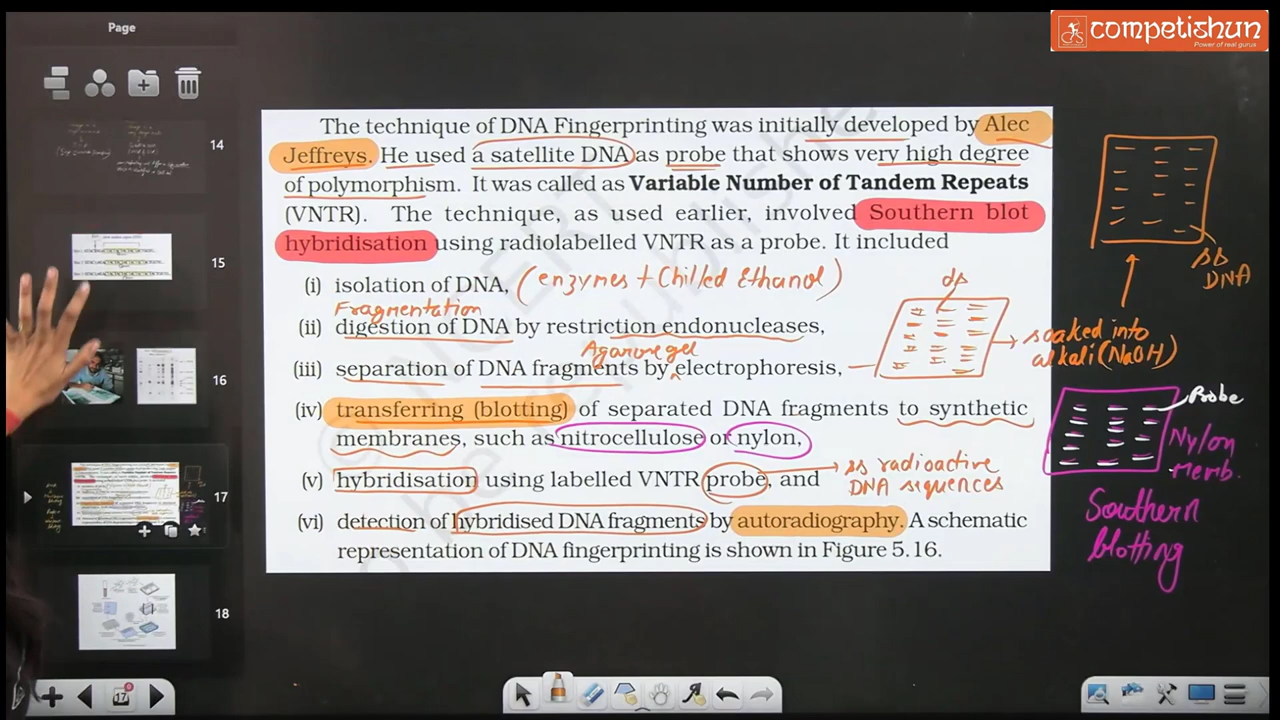 Page
competishun
Power of real gurus
14
15
16
17
18
The technique of DNA Fingerprinting was initially developed by Alec
Jeffreys. He used a satellite DNA as probe that shows very high degree
of polymorphism. It was called as Variable Number of Tandem Repeats
(VNTR). The technique, as used earlier, involved Southern blot
hybridisation using radiolabelled VNTR as a probe. It included
(i) isolation of DNA, (enzymes + Chilled Ethanol)
Fragmentation
(ii) digestion of DNA by restriction endonucleases,
Agarose gel
(iii) separation of DNA fragments by electrophoresis,
(iv) transferring (blotting) of separated DNA fragments to synthetic
membranes, such as nitrocellulose or nylon,
(v) hybridisation using labelled VNTR probe, and
ss radioactive
DNA sequences
(vi) detection of hybridised DNA fragments by autoradiography. A schematic
representation of DNA fingerprinting is shown in Figure 5.16.
ds
ss
DNA
soaked into
alkali (NaOH)
Probe
Nylon
Memb.
Southern
blotting
17